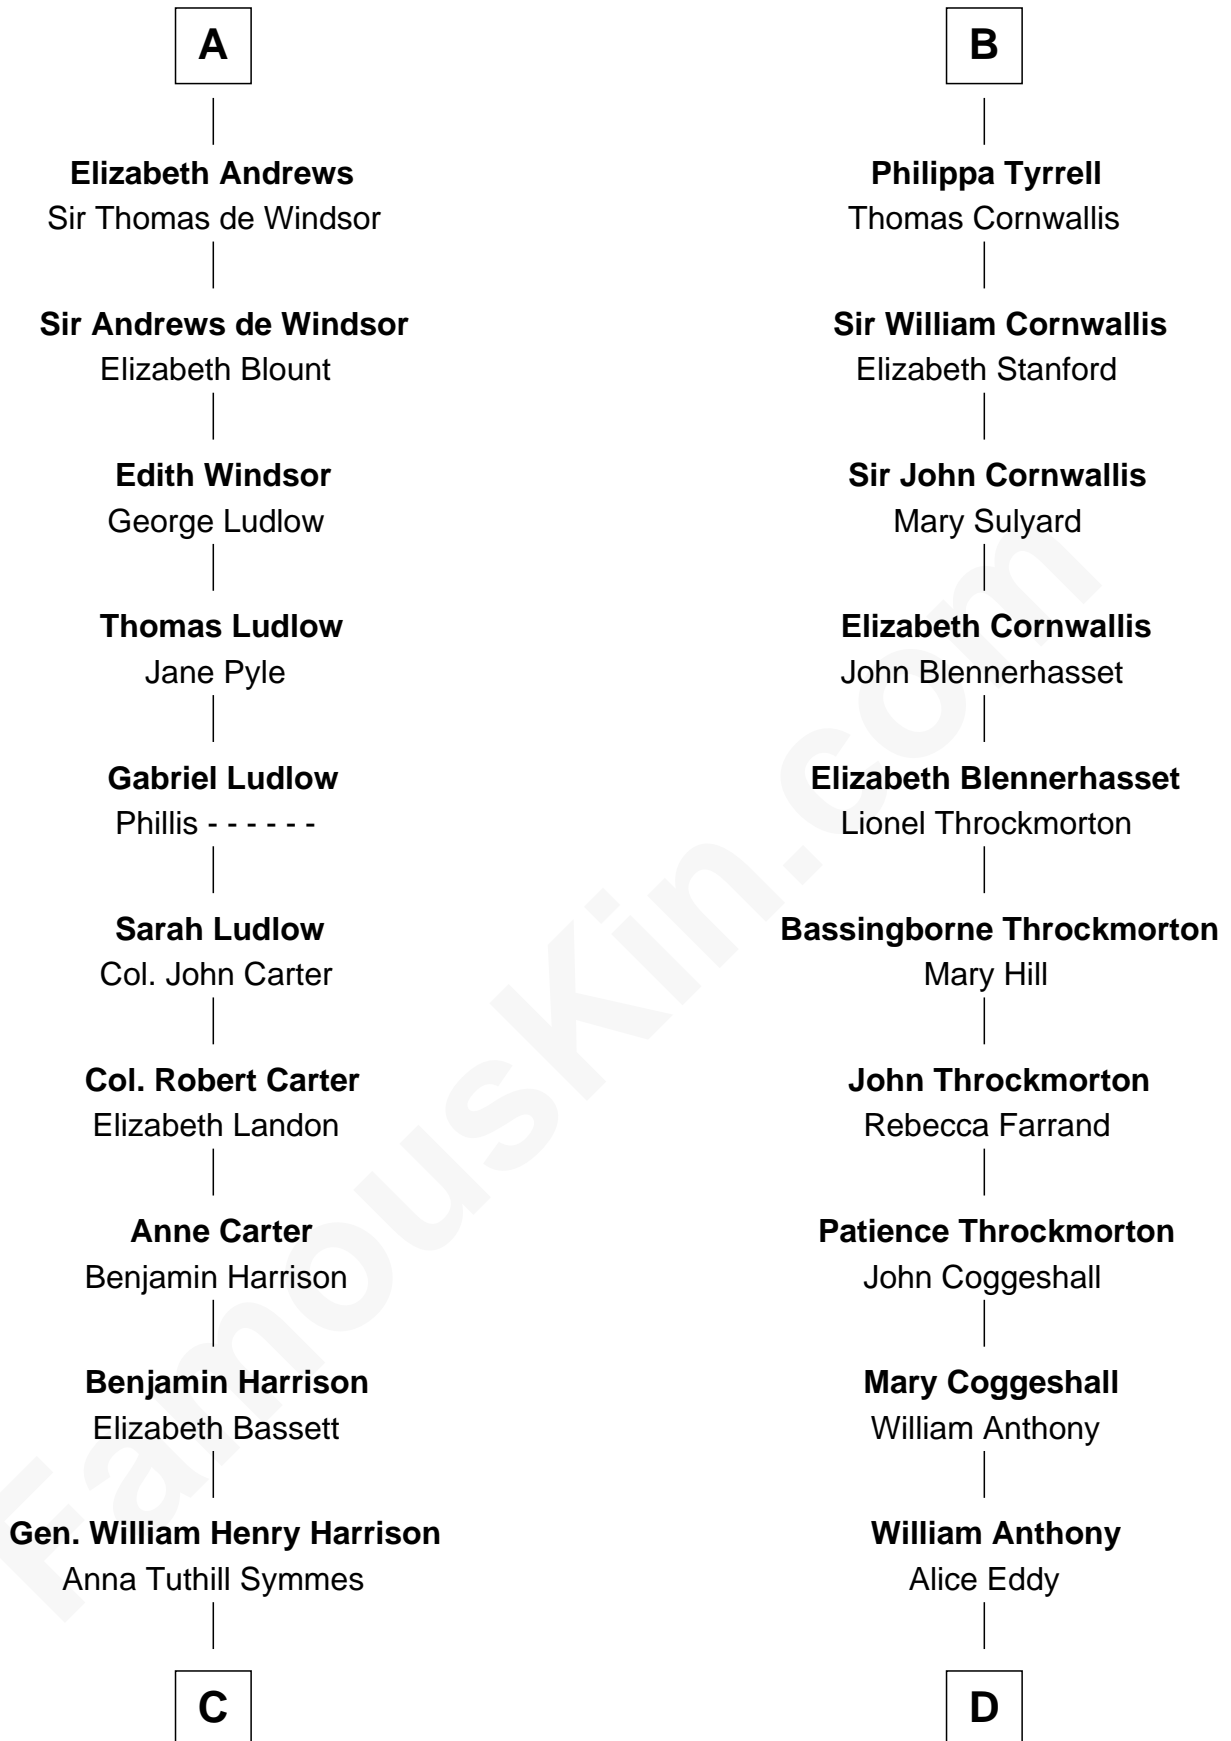 A
Elizabeth Andrews
Sir Thomas de Windsor
Sir Andrews de Windsor
Elizabeth Blount
Edith Windsor
George Ludlow
Thomas Ludlow
Jane Pyle
Gabriel Ludlow
Phillis - - - - - -
Sarah Ludlow
Col. John Carter
Col. Robert Carter
Elizabeth Landon
Anne Carter
Benjamin Harrison
Benjamin Harrison
Elizabeth Bassett
Gen. William Henry Harrison
Anna Tuthill Symmes
C
B
Philippa Tyrrell
Thomas Cornwallis
Sir William Cornwallis
Elizabeth Stanford
Sir John Cornwallis
Mary Sulyard
Elizabeth Cornwallis
John Blennerhasset
Elizabeth Blennerhasset
Lionel Throckmorton
Bassingborne Throckmorton
Mary Hill
John Throckmorton
Rebecca Farrand
Patience Throckmorton
John Coggeshall
Mary Coggeshall
William Anthony
William Anthony
Alice Eddy
D
FamousKin.com